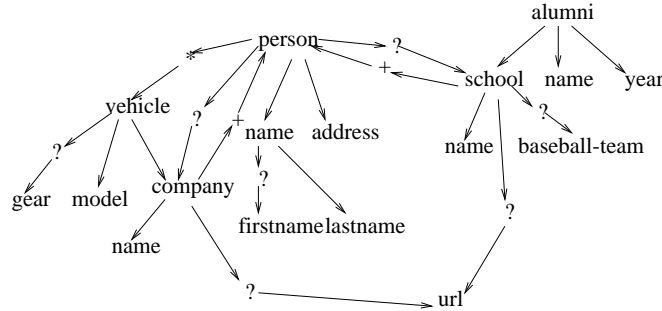 alumni
person
?
*
+
school
name
year
vehicle
?
+
name
address
?
name
baseball-team
?
?
gear
model
company
firstname
lastname
?
name
?
url